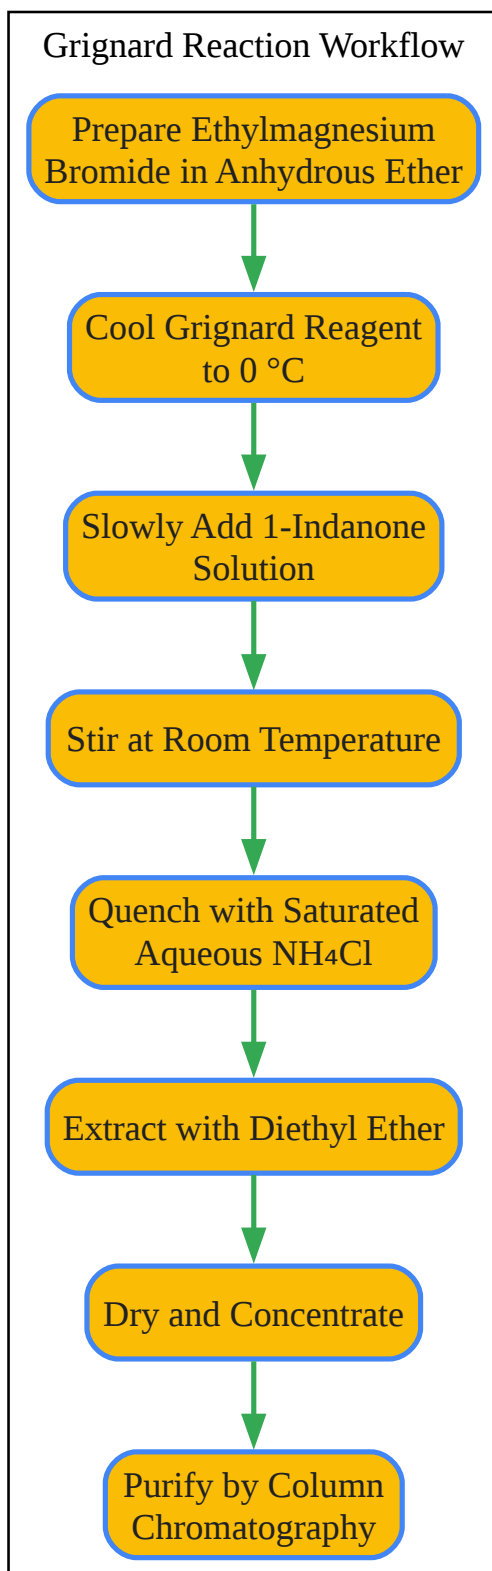 Grignard Reaction Workflow
Prepare Ethylmagnesium
Bromide in Anhydrous Ether
Cool Grignard Reagent
to 0 °C
Slowly Add 1-Indanone
Solution
Stir at Room Temperature
Quench with Saturated
Aqueous NH₄Cl
Extract with Diethyl Ether
Dry and Concentrate
Purify by Column
Chromatography